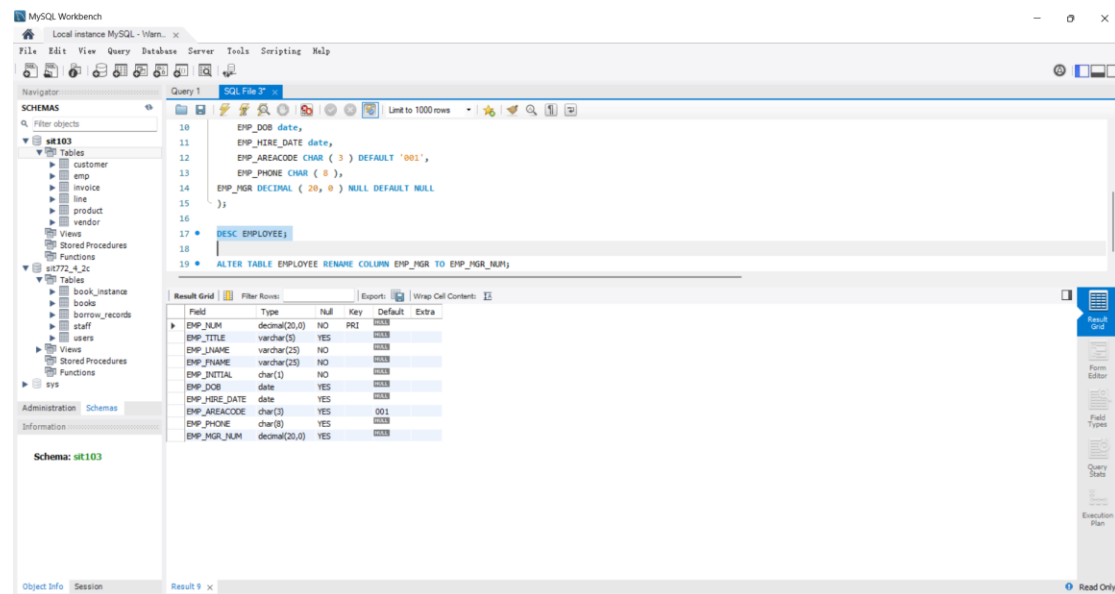 MySQL Workbench
Local instance MySQL - Warn...
File Edit View Query Database Server Tools Scripting Help
Navigator
Query 1
SQL File 3*
SCHEMAS
Filter objects
sit103
Tables
customer
emp
invoice
line
product
vendor
Views
Stored Procedures
Functions
sit772_4_2c
Tables
book_instance
books
borrow_records
staff
users
Views
Stored Procedures
Functions
sys
Administration Schemas
Information
Schema: sit103
Object Info Session
Limit to 1000 rows
10 EMP_DOB date,
11 EMP_HIRE_DATE date,
12 EMP_AREACODE CHAR ( 3 ) DEFAULT '001',
13 EMP_PHONE CHAR ( 8 ),
14 EMP_MGR DECIMAL ( 20, 0 ) NULL DEFAULT NULL
15 );
16
17 DESC EMPLOYEE;
18
19 ALTER TABLE EMPLOYEE RENAME COLUMN EMP_MGR TO EMP_MGR_NUM;
Result Grid Filter Rows: Export: Wrap Cell Content:
Field Type Null Key Default Extra
EMP_NUM decimal(20,0) NO PRI NULL
EMP_TITLE varchar(5) YES NULL
EMP_LNAME varchar(25) NO NULL
EMP_FNAME varchar(25) NO NULL
EMP_INITIAL char(1) NO NULL
EMP_DOB date YES NULL
EMP_HIRE_DATE date YES NULL
EMP_AREACODE char(3) YES 001
EMP_PHONE char(8) YES NULL
EMP_MGR_NUM decimal(20,0) YES NULL
Result
Grid
Form
Editor
Field
Types
Query
Stats
Execution
Plan
Result 9
Read Only